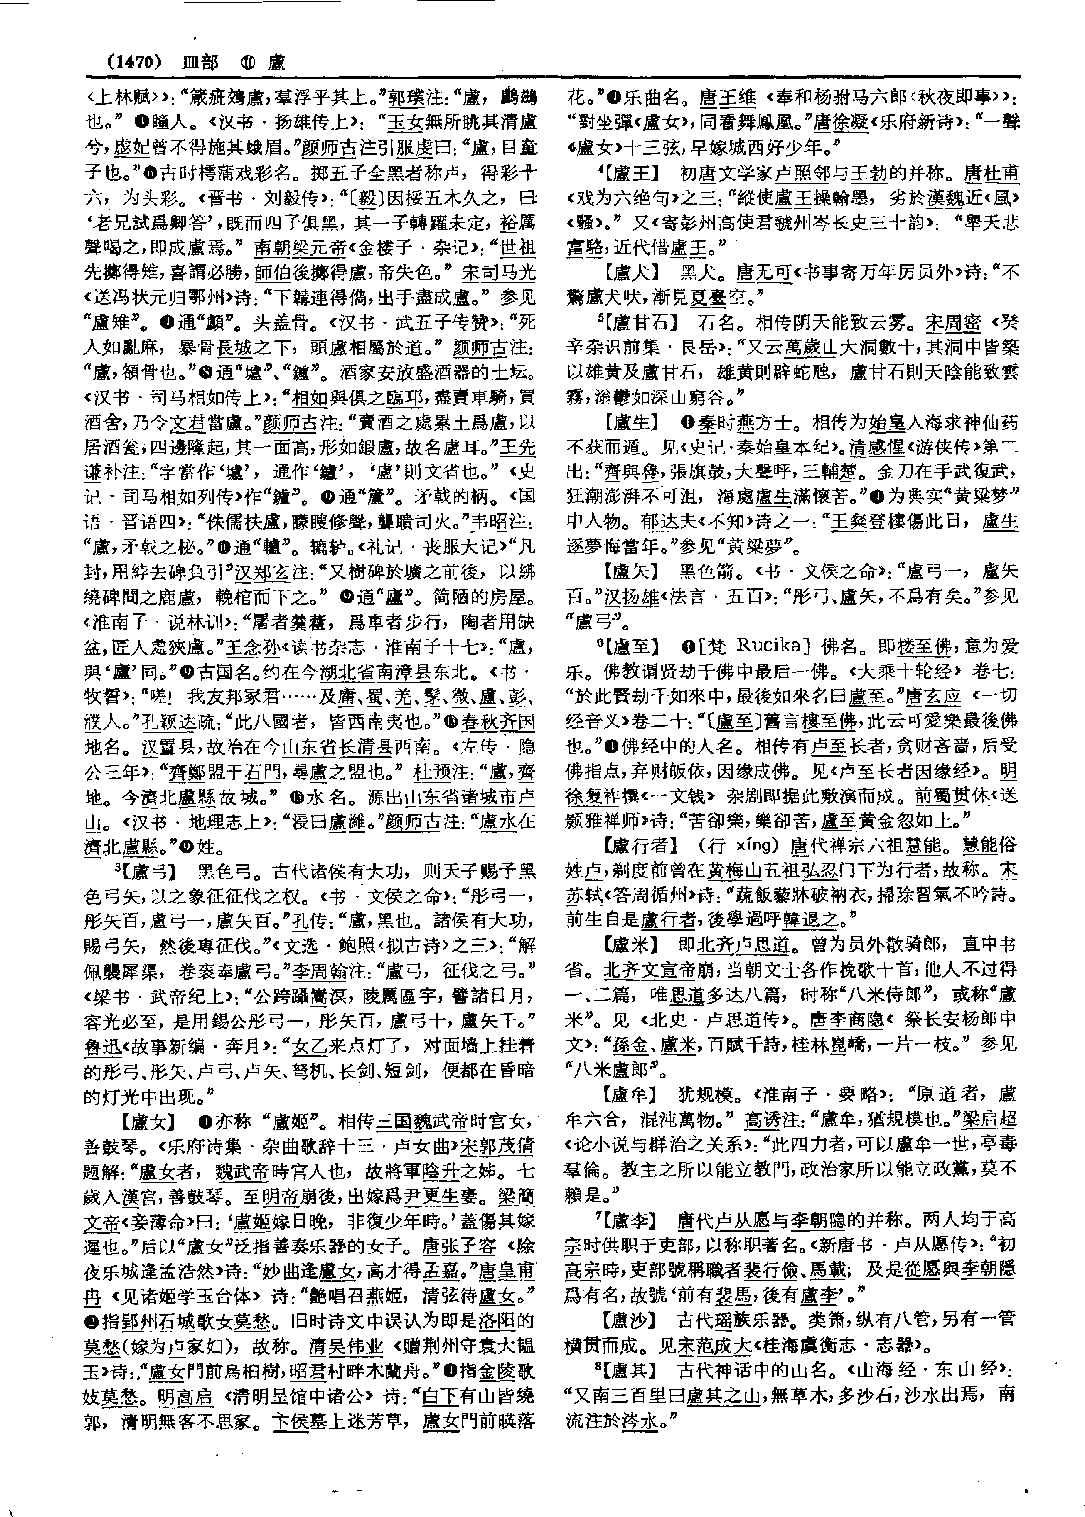 (1470) 皿部 ⑪ 盧
《上林赋》》：“箴疵鵁盧，羣浮乎其上。”郭璞注：“盧，鸕鷀
也。” ❸瞳人。《汉书·扬雄传上》：“玉女無所眺其清盧
兮，虙妃曾不得施其蛾眉。”颜师古注引服虔曰：“盧，目童
子也。”❹古时樗蒲戏彩名。掷五子全黑者称卢，得彩十
六，为头彩。《晋书·刘毅传》：“〔毅〕因挼五木久之，曰：
‘老兄試爲卿答’，既而四子俱黑，其一子轉躍未定，裕厲
聲喝之，即成盧焉。” 南朝梁元帝《金楼子·杂记》：“世祖
先擲得雉，喜謂必勝，師伯後擲得盧，帝失色。” 宋司马光
《送冯状元归鄂州》诗：“下韝連得儁，出手盡成盧。” 参见
“盧雉”。❺通“顱”。头盖骨。《汉书·武五子传赞》：“死
人如亂麻，暴骨長城之下，頭盧相屬於道。” 颜师古注：
“盧，額骨也。”❻通“壚”、“鑪”。酒家安放盛酒器的土坛。
《汉书·司马相如传上》：“相如與俱之臨邛，盡賣車騎，買
酒舍，乃令文君當盧。”颜师古注：“賣酒之處累土爲盧，以
居酒瓮，四邊隆起，其一面高，形如鍛盧，故名盧耳。”王先
谦补注：“字當作‘壚’，通作‘鑪’，‘盧’則文省也。” 《史
记·司马相如列传》作“鑪”。❼通“籚”。矛戟的柄。《国
语·晋语四》：“侏儒扶盧，矇瞍修聲，聾聵司火。”韦昭注：
“盧，矛戟之柲。”❽通“轤”。辘轳。《礼记·丧服大记》“凡
封，用綍去碑負引”汉郑玄注：“又樹碑於壙之前後，以紼
繞碑間之鹿盧，輓棺而下之。” ❾通“廬”。简陋的房屋。
《淮南子·说林训》：“屠者羹藿，爲車者步行，陶者用缺
盆，匠人處狹盧。”王念孙《读书杂志·淮南子十七》：“盧，
與‘廬’同。”❿古国名。约在今湖北省南漳县东北。《书·
牧誓》：“嗟！我友邦冢君……及庸、蜀、羌、髳、微、盧、彭、
濮人。”孔颖达疏：“此八國者，皆西南夷也。”⓫春秋齐国
地名。汉置县，故治在今山东省长清县西南。《左传·隐
公三年》：“齊鄭盟于石門，尋盧之盟也。” 杜预注：“盧，齊
地。今濟北盧縣故城。” ⓬水名。源出山东省诸城市卢
山。《汉书·地理志上》：“寖曰盧濰。”颜师古注：“盧水在
濟北盧縣。”⓭姓。
³【盧弓】 黑色弓。古代诸侯有大功，则天子赐予黑
色弓矢，以之象征征伐之权。《书·文侯之命》：“彤弓一，
彤矢百，盧弓一，盧矢百。”孔传：“盧，黑也。諸侯有大功，
賜弓矢，然後專征伐。”《文选·鲍照〈拟古诗〉之三》：“解
佩襲犀渠，卷袠奉盧弓。”李周翰注：“盧弓，征伐之弓。”
《梁书·武帝纪上》：“公跨躡嵩溟，陵厲區宇，譬諸日月，
容光必至，是用錫公彤弓一，彤矢百，盧弓十，盧矢千。”
鲁迅《故事新编·奔月》：“女乙来点灯了，对面墙上挂着
的彤弓、彤矢、卢弓、卢矢、弩机、长剑、短剑，便都在昏暗
的灯光中出现。”
【盧女】 ❶亦称“盧姬”。相传三国魏武帝时宫女，
善鼓琴。《乐府诗集·杂曲歌辞十三·卢女曲》宋郭茂倩
题解：“盧女者，魏武帝時宮人也，故將軍陰升之姊。七
歲入漢宮，善鼓琴。至明帝崩後，出嫁爲尹更生妻。梁簡
文帝《妾薄命》曰：‘盧姬嫁日晚，非復少年時。’蓋傷其嫁
遲也。”后以“盧女”泛指善奏乐器的女子。唐张子容《除
夜乐城逢孟浩然》诗：“妙曲逢盧女，高才得孟嘉。”唐皇甫
冉《见诸姬学玉台体》诗：“艷唱召燕姬，清弦待盧女。”
❷指郢州石城歌女莫愁。旧时诗文中误认为即是洛阳的
莫愁（嫁为卢家妇），故称。清吴伟业《赠荆州守袁大韫
玉》诗：“盧女門前烏桕樹，昭君村畔木蘭舟。”❸指金陵歌
妓莫愁。明高启《清明呈馆中诸公》诗：“白下有山皆繞
郭，清明無客不思家。卞侯墓上迷芳草，盧女門前映落
花。”❹乐曲名。唐王维《奉和杨驸马六郎〈秋夜即事〉》：
“對坐彈《盧女》，同看舞鳳凰。”唐徐凝《乐府新诗》：“一聲
《盧女》十三弦，早嫁城西好少年。”
⁴【盧王】 初唐文学家卢照邻与王勃的并称。唐杜甫
《戏为六绝句》之三：“縱使盧王操翰墨，劣於漢魏近《風》
《騷》。” 又《寄彭州高使君虢州岑长史三十韵》：“舉天悲
富駱，近代惜盧王。”
【盧犬】 黑犬。唐无可《书事寄万年厉员外》诗：“不
驚盧犬吠，漸見夏臺空。”
⁵【盧甘石】 石名。相传阴天能致云雾。宋周密《癸
辛杂识前集·艮岳》：“又云萬歲山大洞數十，其洞中皆築
以雄黄及盧甘石，雄黄則辟蛇虺，盧甘石則天陰能致雲
霧，滃鬱如深山窮谷。”
【盧生】 ❶秦时燕方士。相传为始皇入海求神仙药
不获而遁。见《史记·秦始皇本纪》。清感惺《游侠传》第二
出：“齊與魯，張旗鼓，大聲呼，三輔楚。金刀在手武復武，
狂潮澎湃不可沮，海處盧生滿懷苦。”❷为典实“黄粱梦”
中人物。郁达夫《不知》诗之一：“王粲登樓傷此日，盧生
逐夢悔當年。”参见“黄粱夢”。
【盧矢】 黑色箭。《书·文侯之命》：“盧弓一，盧矢
百。”汉扬雄《法言·五百》：“彤弓、盧矢，不爲有矣。”参见
“盧弓”。
⁶【盧至】 ❶[梵 Rucika] 佛名。即楼至佛，意为爱
乐。佛教谓贤劫千佛中最后一佛。《大乘十轮经》卷七：
“於此賢劫千如來中，最後如來名曰盧至。”唐玄应《一切
经音义》卷二十：“〔盧至〕舊言樓至佛，此云可愛樂最後佛
也。”❷佛经中的人名。相传有卢至长者，贪财吝啬，后受
佛指点，弃财皈依，因缘成佛。见《卢至长者因缘经》。明
徐复祚撰《一文钱》杂剧即据此敷演而成。前蜀贯休《送
颢雅禅师》诗：“苦卻樂，樂卻苦，盧至黄金忽如土。”
【盧行者】 （行 xíng）唐代禅宗六祖慧能。慧能俗
姓卢，剃度前曾在黄梅山五祖弘忍门下为行者，故称。宋
苏轼《答周循州》诗：“蔬飯藜牀破衲衣，掃除習氣不吟詩。
前生自是盧行者，後學過呼韓退之。”
【盧米】 即北齐卢思道。曾为员外散骑郎，直中书
省。北齐文宣帝崩，当朝文士各作挽歌十首，他人不过得
一、二篇，唯思道多达八篇，时称“八米侍郎”，或称“盧
米”。见《北史·卢思道传》。唐李商隐《祭长安杨郎中
文》：“孫金、盧米，百賦千詩，桂林崑嶠，一片一枝。” 参见
“八米盧郎”。
【盧牟】 犹规模。《淮南子·要略》：“原道者，盧
牟六合，混沌萬物。” 高诱注：“盧牟，猶規模也。”梁启超
《论小说与群治之关系》：“此四力者，可以盧牟一世，亭毒
羣倫。教主之所以能立教門，政治家所以能立政黨，莫不
賴是。”
⁷【盧李】 唐代卢从愿与李朝隐的并称。两人均于高
宗时供职于吏部，以称职著名。《新唐书·卢从愿传》：“初
高宗時，吏部號稱職者裴行儉、馬載；及是從愿與李朝隱
爲有名，故號‘前有裴馬，後有盧李’。”
【盧沙】 古代瑶族乐器。类箫，纵有八管，另有一管
横贯而成。见宋范成大《桂海虞衡志·志器》。
⁸【盧其】 古代神话中的山名。《山海经·东山经》：
“又南三百里曰盧其之山，無草木，多沙石，沙水出焉，南
流注於涔水。”